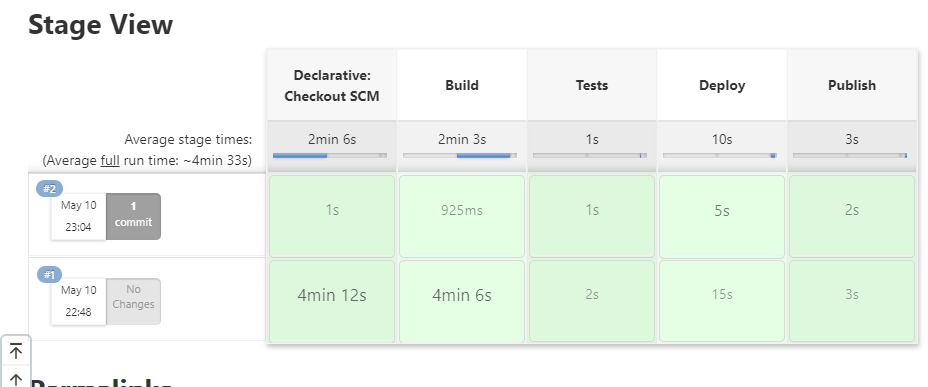 Stage View
Declarative:
Checkout SCM
Build
Tests
Deploy
Publish
Average stage times:
(Average full run time: ~4min 33s)
2min 6s
2min 3s
1s
10s
3s
#2
May 10
23:04
1
commit
1s
925ms
1s
5s
2s
#1
May 10
22:48
No
Changes
4min 12s
4min 6s
2s
15s
3s
Permalinks